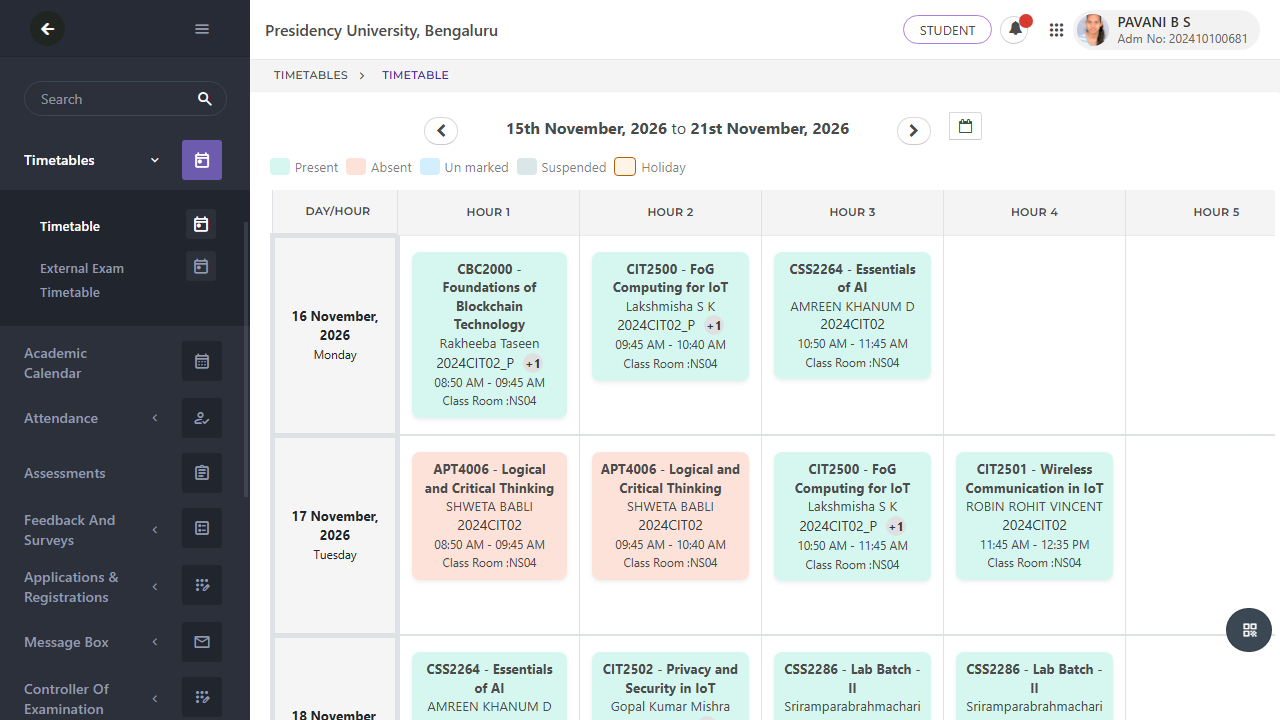 Presidency University, Bengaluru
STUDENT
PAVANI B S
Adm No: 202410100681
Search
Timetables
Timetable
External Exam
Timetable
Academic
Calendar
Attendance
Assessments
Feedback And
Surveys
Applications &
Registrations
Message Box
Controller Of
Examination
TIMETABLES > TIMETABLE
15th November, 2026 to 21st November, 2026
Present Absent Un marked Suspended Holiday
DAY/HOUR HOUR 1 HOUR 2 HOUR 3 HOUR 4 HOUR 5
16 November,
2026
Monday
CBC2000 -
Foundations of
Blockchain
Technology
Rakheeba Taseen
2024CIT02_P +1
08:50 AM - 09:45 AM
Class Room :NS04
CIT2500 - FoG
Computing for IoT
Lakshmisha S K
2024CIT02_P +1
09:45 AM - 10:40 AM
Class Room :NS04
CSS2264 - Essentials
of AI
AMREEN KHANUM D
2024CIT02
10:50 AM - 11:45 AM
Class Room :NS04
17 November,
2026
Tuesday
APT4006 - Logical
and Critical Thinking
SHWETA BABLI
2024CIT02
08:50 AM - 09:45 AM
Class Room :NS04
APT4006 - Logical and
Critical Thinking
SHWETA BABLI
2024CIT02
09:45 AM - 10:40 AM
Class Room :NS04
CIT2500 - FoG
Computing for IoT
Lakshmisha S K
2024CIT02_P +1
10:50 AM - 11:45 AM
Class Room :NS04
CIT2501 - Wireless
Communication in IoT
ROBIN ROHIT VINCENT
2024CIT02
11:45 AM - 12:35 PM
Class Room :NS04
18 November
CSS2264 - Essentials
of AI
AMREEN KHANUM D
CIT2502 - Privacy and
Security in IoT
Gopal Kumar Mishra
CSS2286 - Lab Batch -
II
Sriramparabrahmachari
CSS2286 - Lab Batch -
II
Sriramparabrahmachari